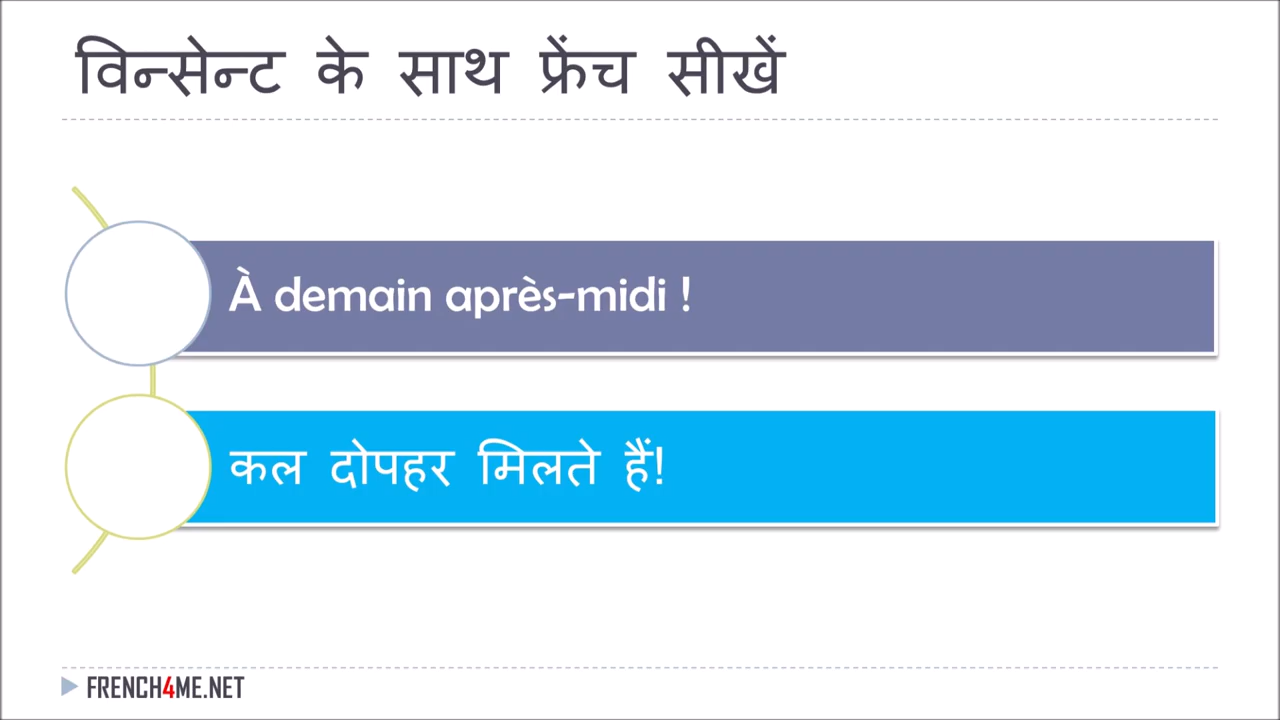 विन्सेन्ट के साथ फ्रेंच सीखें
À demain après-midi !
कल दोपहर मिलते हैं!
FRENCH4ME.NET